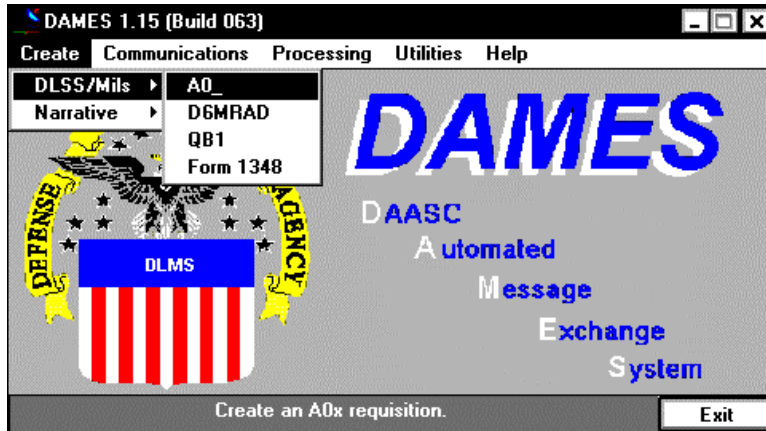 DAMES 1.15 (Build 063)
Create Communications Processing Utilities Help
DLSS/Mils
Narrative
A0_
D6MRAD
QB1
Form 1348
DAMES
DAASC
Automated
Message
Exchange
System
DEFENSE
AGENCY
DLMS
Create an A0x requisition.
Exit